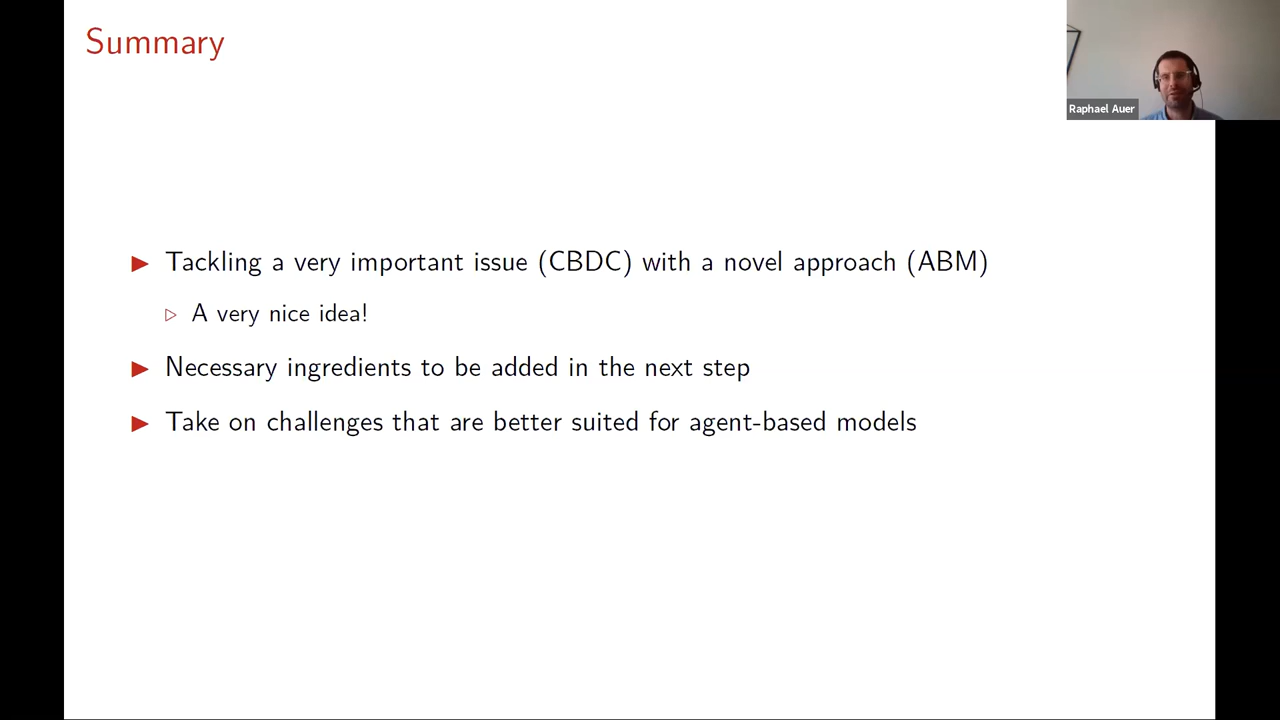 Summary
Raphael Auer
▶ Tackling a very important issue (CBDC) with a novel approach (ABM)
▷ A very nice idea!
▶ Necessary ingredients to be added in the next step
▶ Take on challenges that are better suited for agent-based models